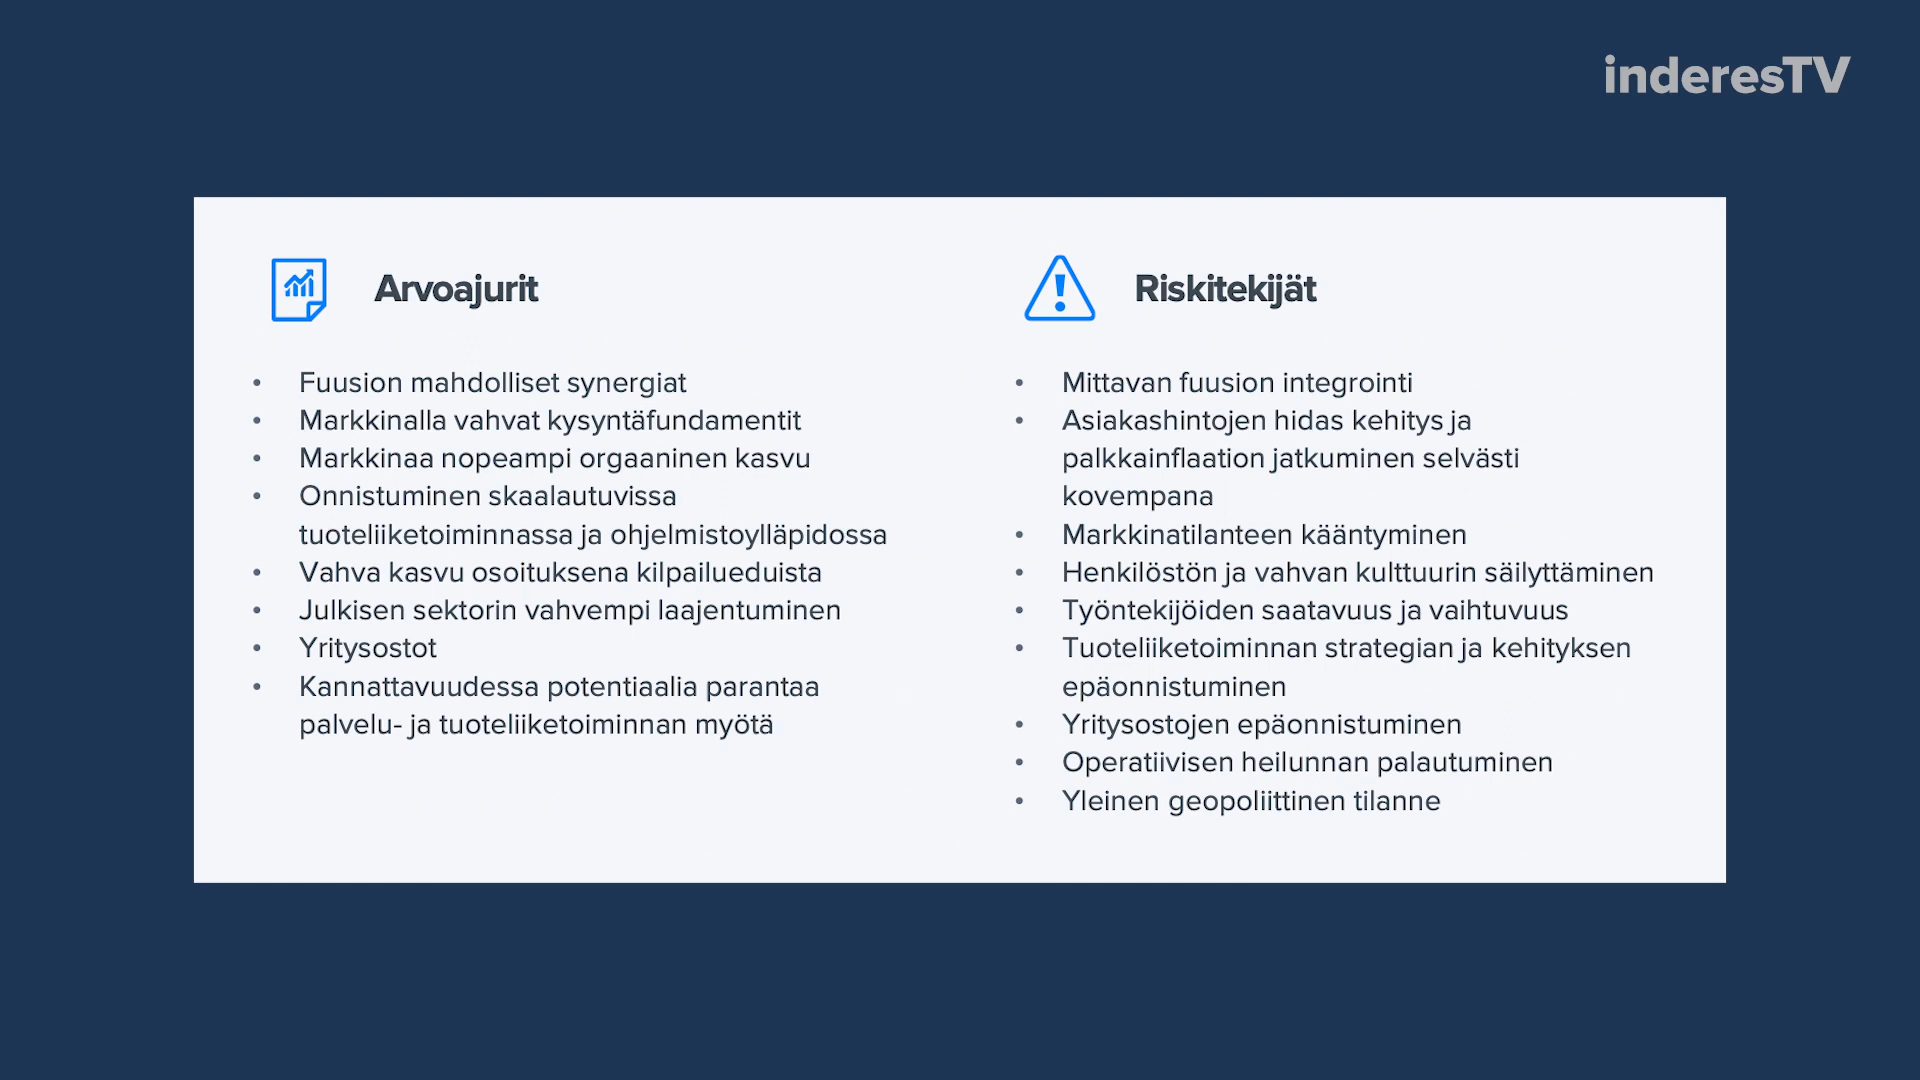 inderesTV
Arvoajurit
• Fuusion mahdolliset synergiat
• Markkinalla vahvat kysyntäfundamentit
• Markkinaa nopeampi orgaaninen kasvu
• Onnistuminen skaalautuvissa
tuoteliiketoiminnassa ja ohjelmistoylläpidossa
• Vahva kasvu osoituksena kilpailueduista
• Julkisen sektorin vahvempi laajentuminen
• Yritysostot
• Kannattavuudessa potentiaalia parantaa
palvelu- ja tuoteliiketoiminnan myötä
Riskitekijät
• Mittavan fuusion integrointi
• Asiakashintojen hidas kehitys ja
palkkainflaation jatkuminen selvästi
kovempana
• Markkinatilanteen kääntyminen
• Henkilöstön ja vahvan kulttuurin säilyttäminen
• Työntekijöiden saatavuus ja vaihtuvuus
• Tuoteliiketoiminnan strategian ja kehityksen
epäonnistuminen
• Yritysostojen epäonnistuminen
• Operatiivisen heilunnan palautuminen
• Yleinen geopoliittinen tilanne